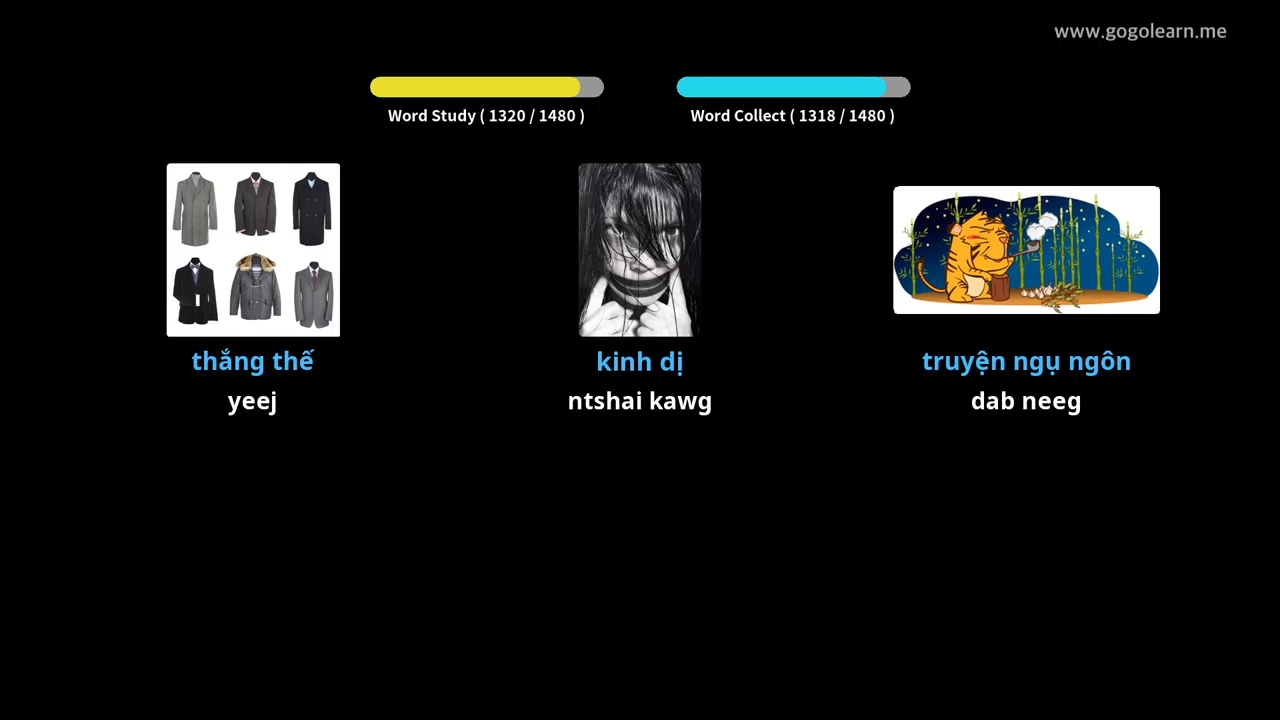 www.gogolearn.me
Word Study ( 1320 / 1480 )
Word Collect ( 1318 / 1480 )
thắng thế
kinh dị
truyện ngụ ngôn
yeej
ntshai kawg
dab neeg